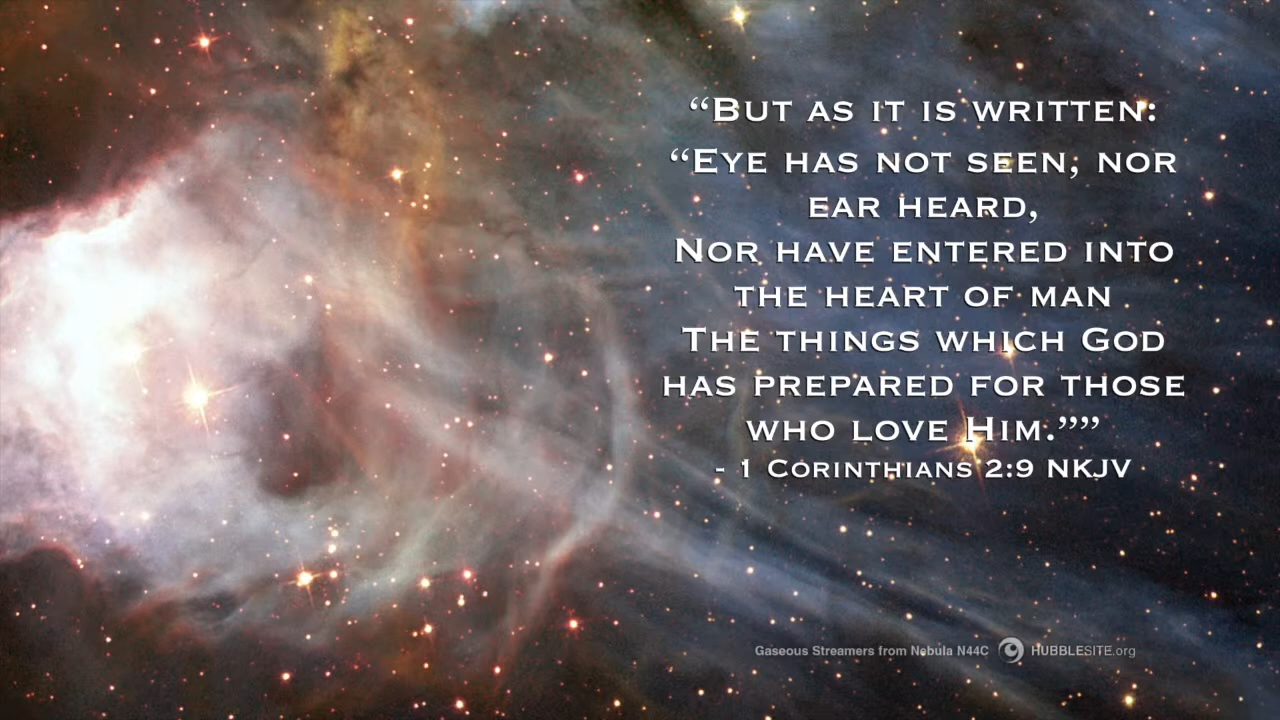 “But as it is written:
“Eye has not seen, nor
ear heard,
Nor have entered into
the heart of man
The things which God
has prepared for those
who love Him.””
- 1 Corinthians 2:9 NKJV
Gaseous Streamers from Nebula N44C HUBBLESITE.org